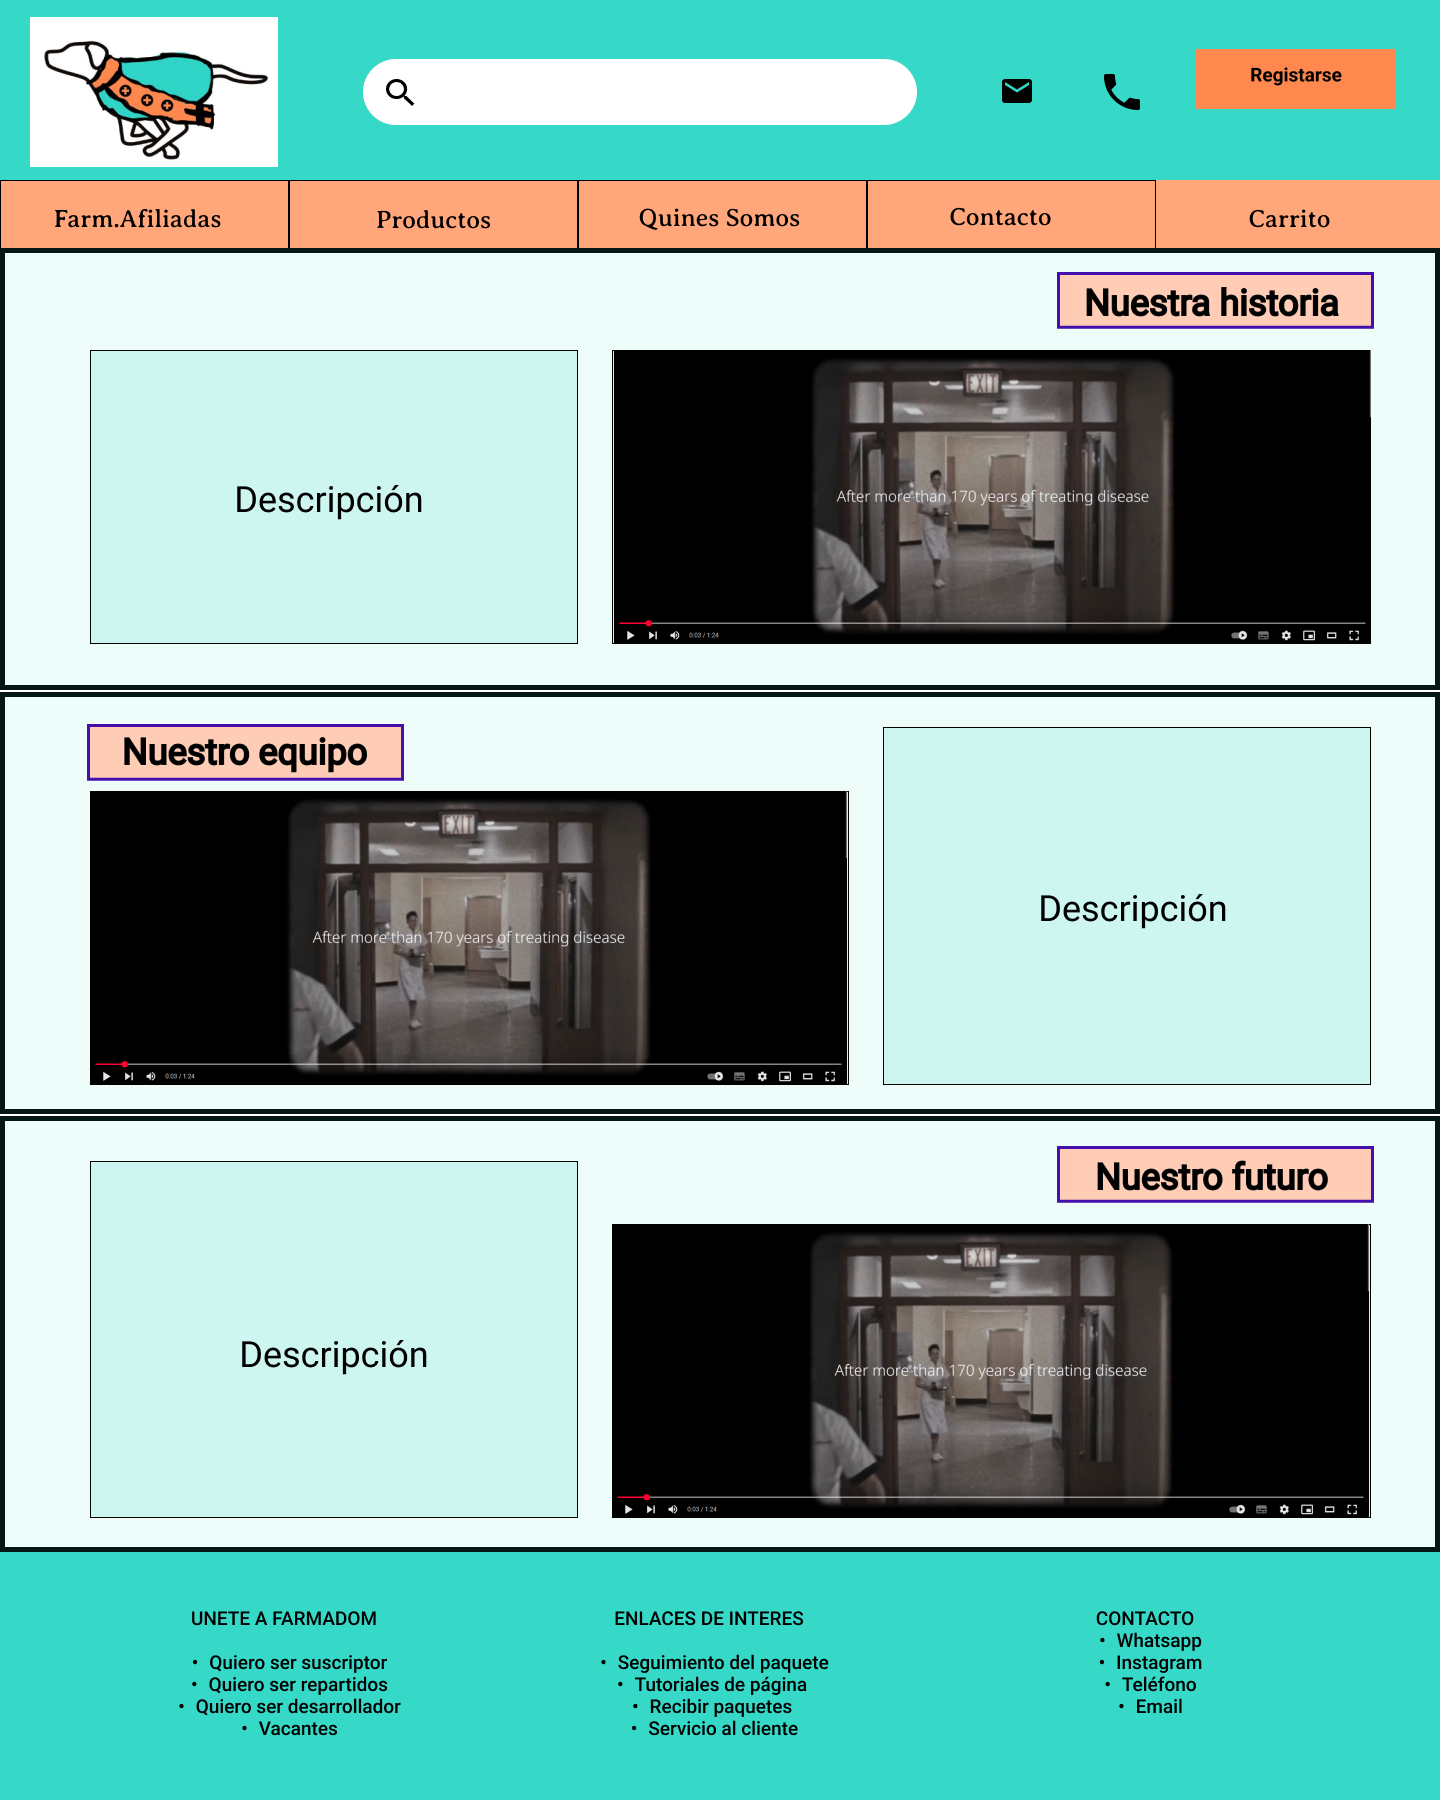 Registarse
Farm.Afiliadas
Productos
Quines Somos
Contacto
Carrito
Nuestra historia
Descripción
EXIT
After more than 170 years of treating disease
0:03 / 1:24
Nuestro equipo
EXIT
After more than 170 years of treating disease
0:03 / 1:24
Descripción
Nuestro futuro
Descripción
EXIT
After more than 170 years of treating disease
0:03 / 1:24
UNETE A FARMADOM
• Quiero ser suscriptor
• Quiero ser repartidos
• Quiero ser desarrollador
• Vacantes
ENLACES DE INTERES
• Seguimiento del paquete
• Tutoriales de página
• Recibir paquetes
• Servicio al cliente
CONTACTO
• Whatsapp
• Instagram
• Teléfono
• Email